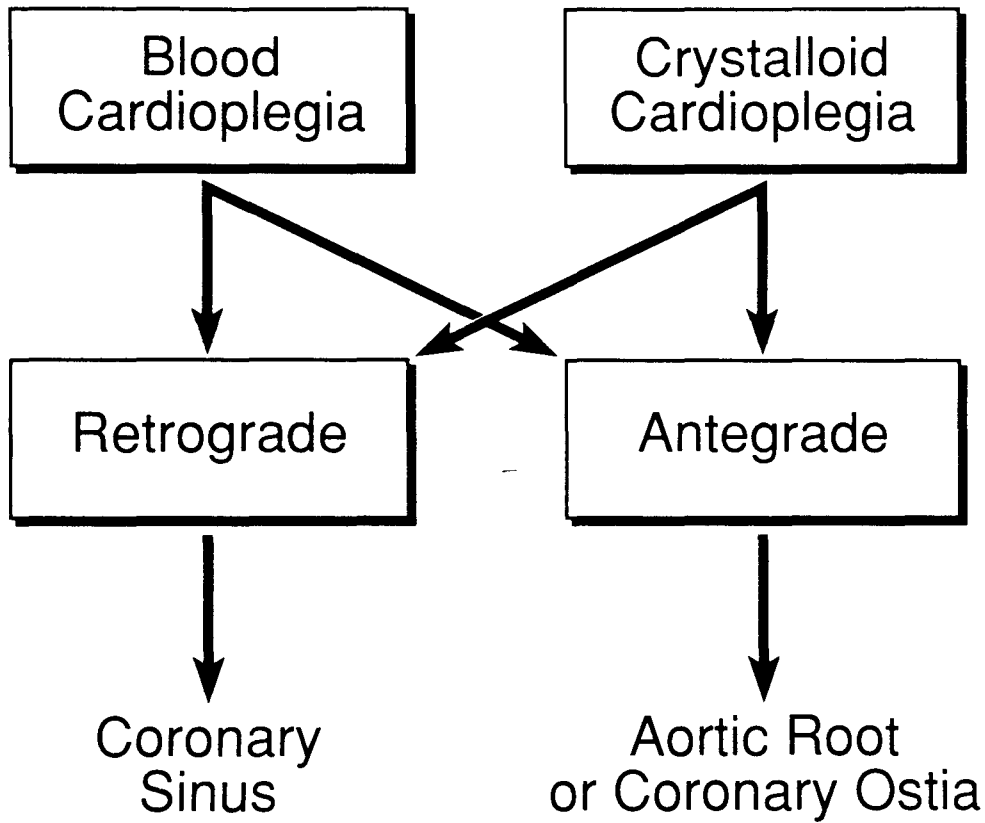 Blood
Cardioplegia
Crystalloid
Cardioplegia
Retrograde
Antegrade
Coronary
Sinus
Aortic Root
or Coronary Ostia